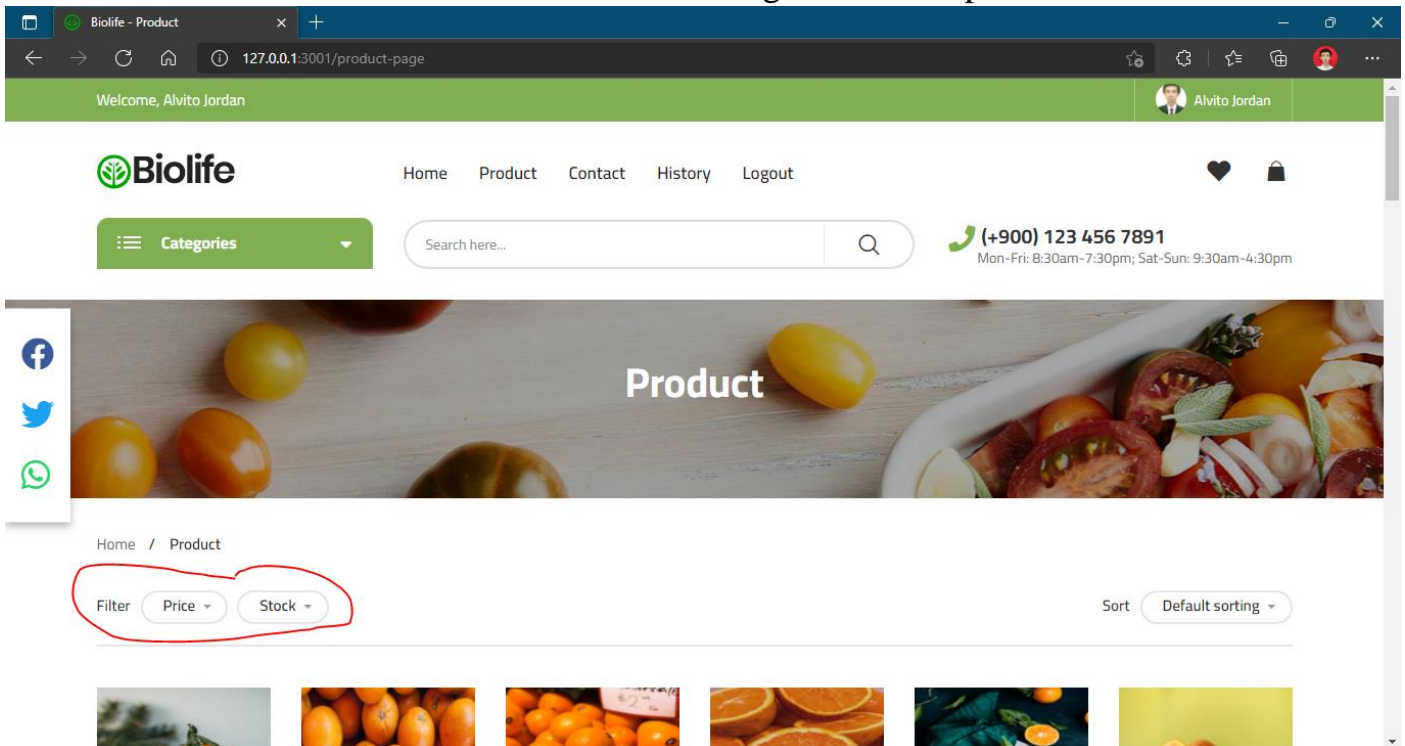 Biolife - Product
127.0.0.1:3001/product-page
Welcome, Alvito Jordan
Alvito Jordan
Biolife
Home Product Contact History Logout
Categories
Search here...
(+900) 123 456 7891
Mon-Fri: 8:30am-7:30pm; Sat-Sun: 9:30am-4:30pm
Product
Home / Product
Filter Price Stock
Sort Default sorting